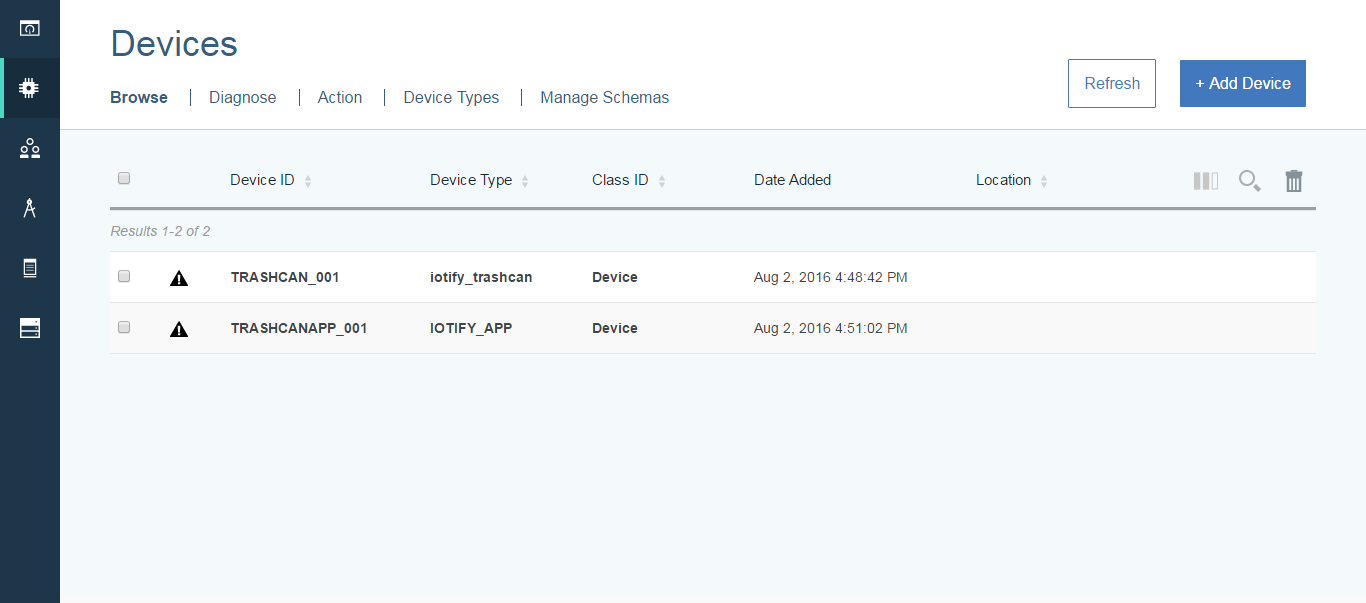 Devices
Browse Diagnose Action Device Types Manage Schemas
Refresh + Add Device
Device ID Device Type Class ID Date Added Location
Results 1-2 of 2
TRASHCAN_001 iotify_trashcan Device Aug 2, 2016 4:48:42 PM
TRASHCANAPP_001 IOTIFY_APP Device Aug 2, 2016 4:51:02 PM